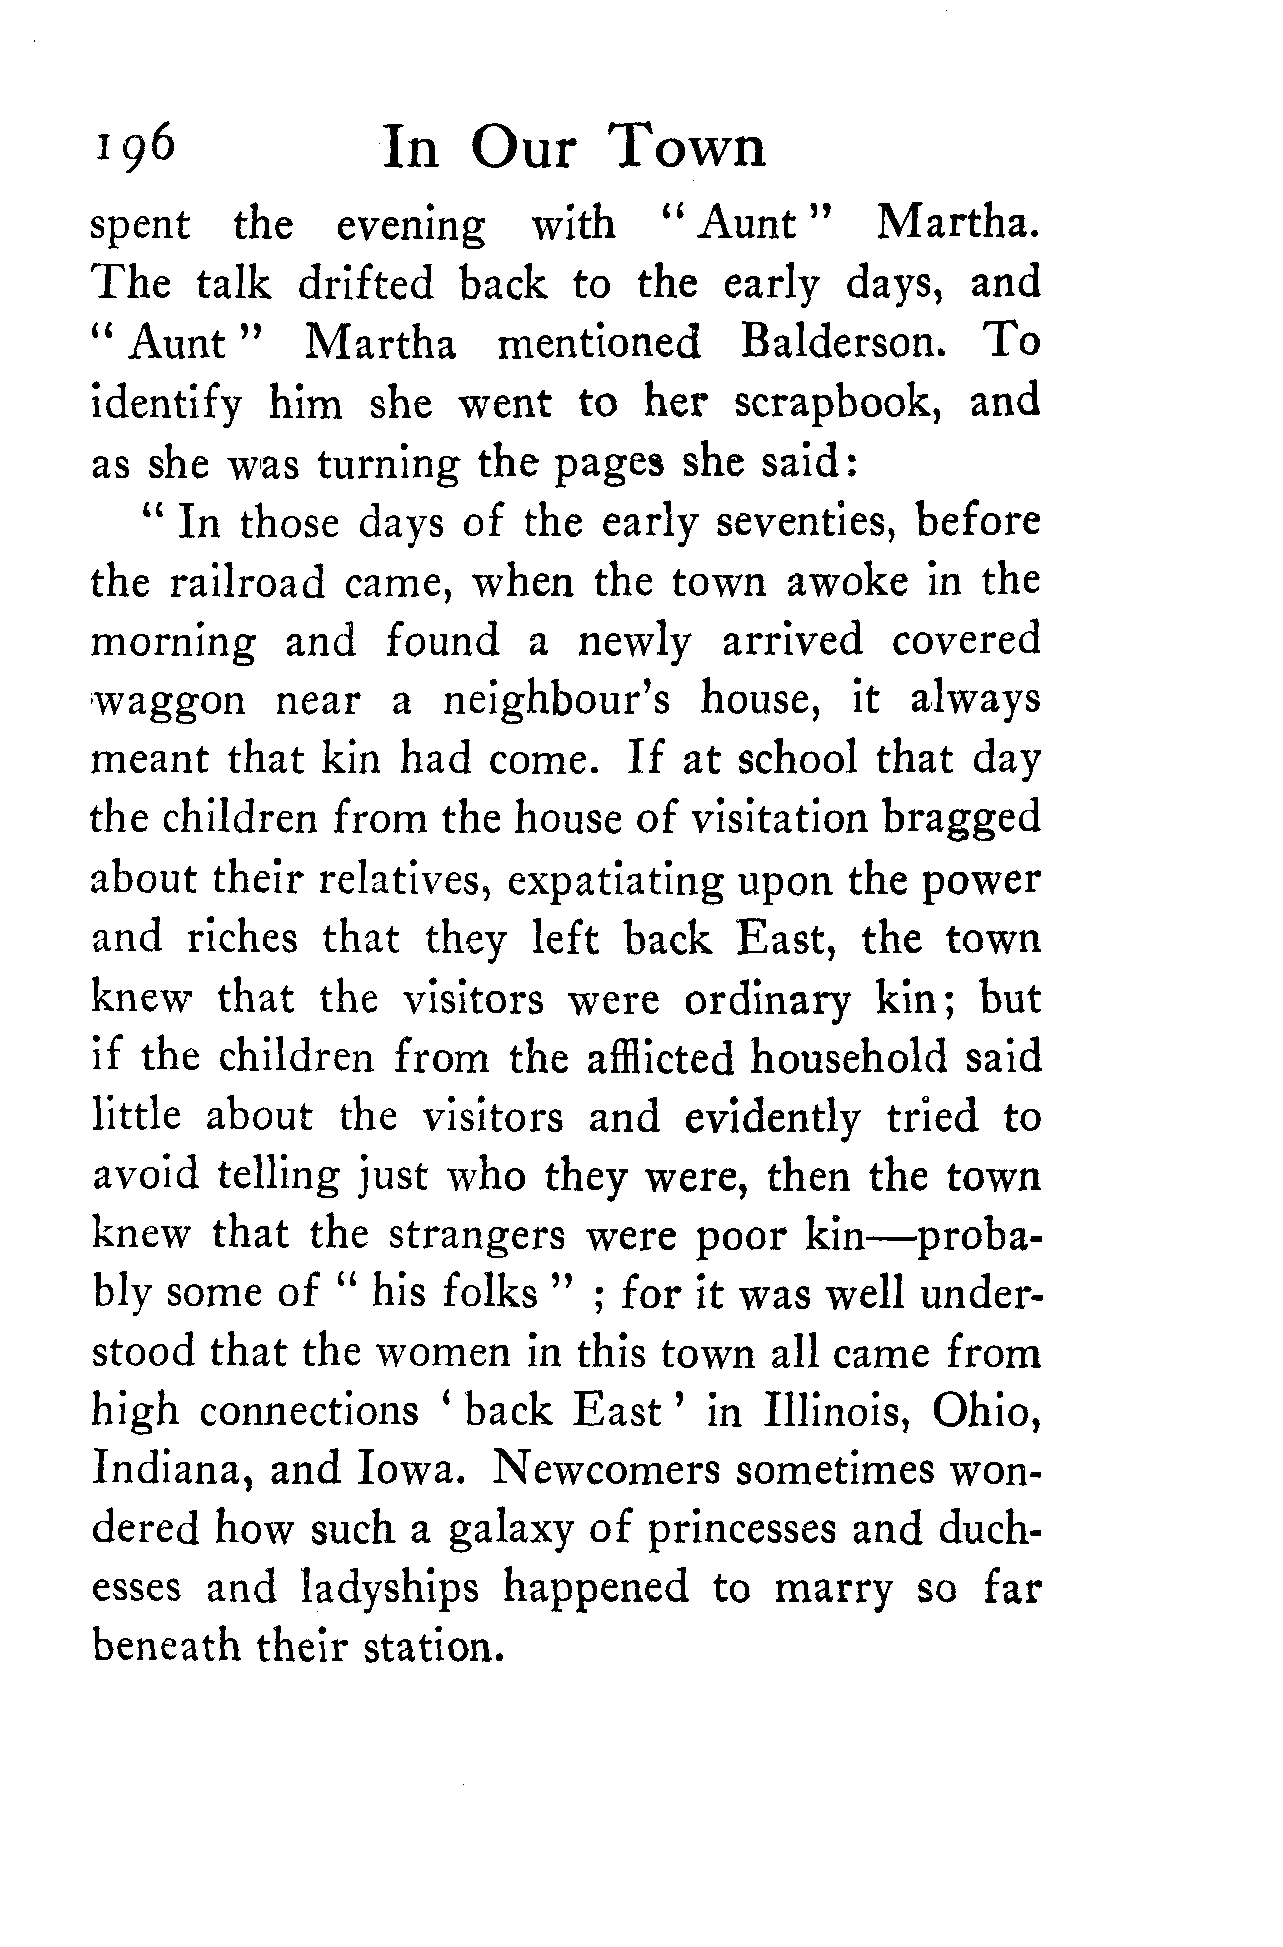 196 In Our Town
spent the evening with " Aunt " Martha.
The talk drifted back to the early days, and
" Aunt " Martha mentioned Balderson. To
identify him she went to her scrapbook, and
as she was turning the pages she said:
" In those days of the early seventies, before
the railroad came, when the town awoke in the
morning and found a newly arrived covered
waggon near a neighbour's house, it always
meant that kin had come. If at school that day
the children from the house of visitation bragged
about their relatives, expatiating upon the power
and riches that they left back East, the town
knew that the visitors were ordinary kin; but
if the children from the afflicted household said
little about the visitors and evidently tried to
avoid telling just who they were, then the town
knew that the strangers were poor kin—proba-
bly some of " his folks " ; for it was well under-
stood that the women in this town all came from
high connections ' back East ' in Illinois, Ohio,
Indiana, and Iowa. Newcomers sometimes won-
dered how such a galaxy of princesses and duch-
esses and ladyships happened to marry so far
beneath their station.